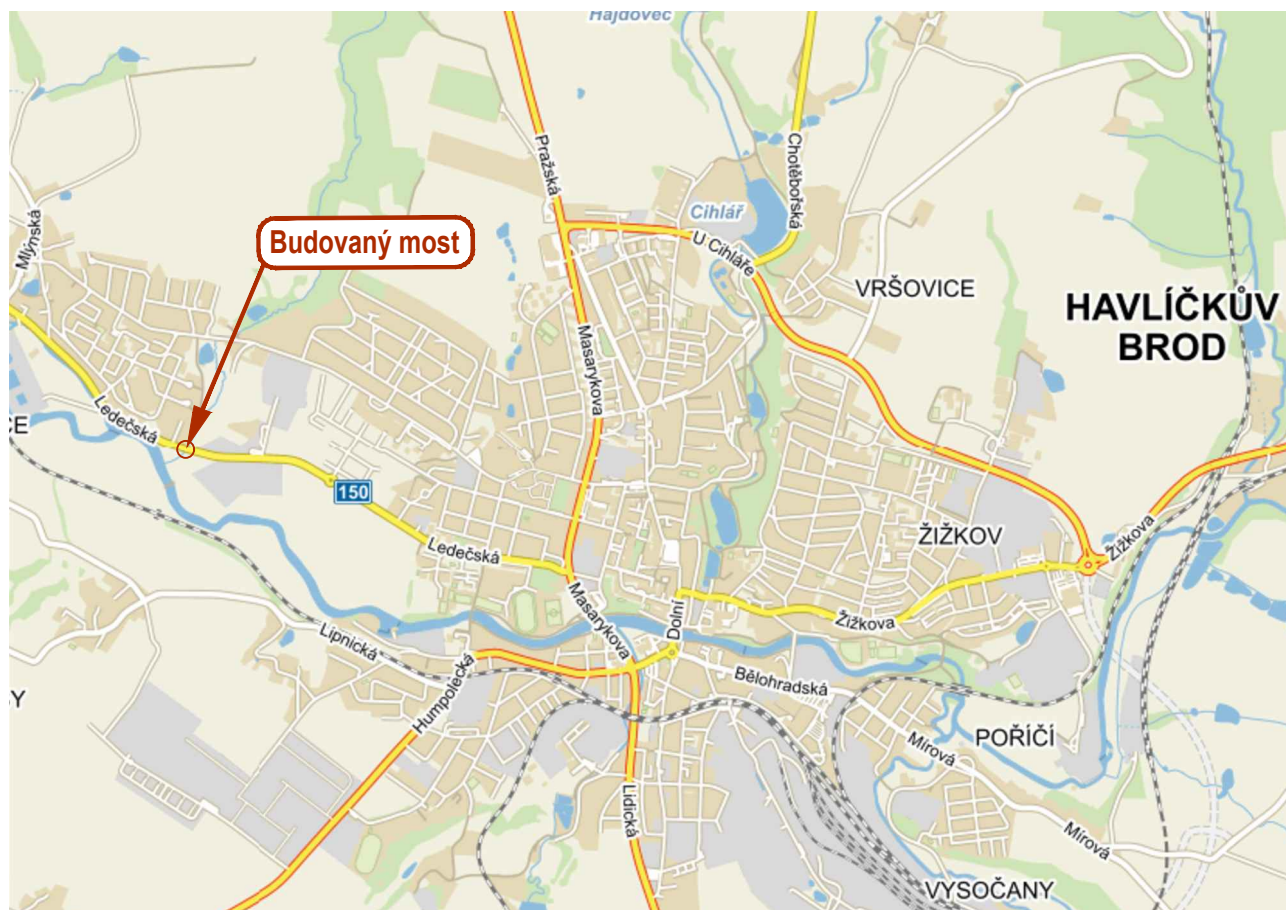 Hajdovec
Pražská
Chotěbořská
Mlýnská
Cihlář
Budovaný most
U Cihláře
VRŠOVICE
HAVLÍČKŮV
BROD
Masarykova
CE
Ledečská
150
ŽIŽKOV
Žižkova
Ledečská
Masarykova
Dolní
Žižkova
Lipnická
Humpolecká
Bělohradská
BY
Mírová
POŘÍČÍ
Lidická
Mírová
VYSOČANY